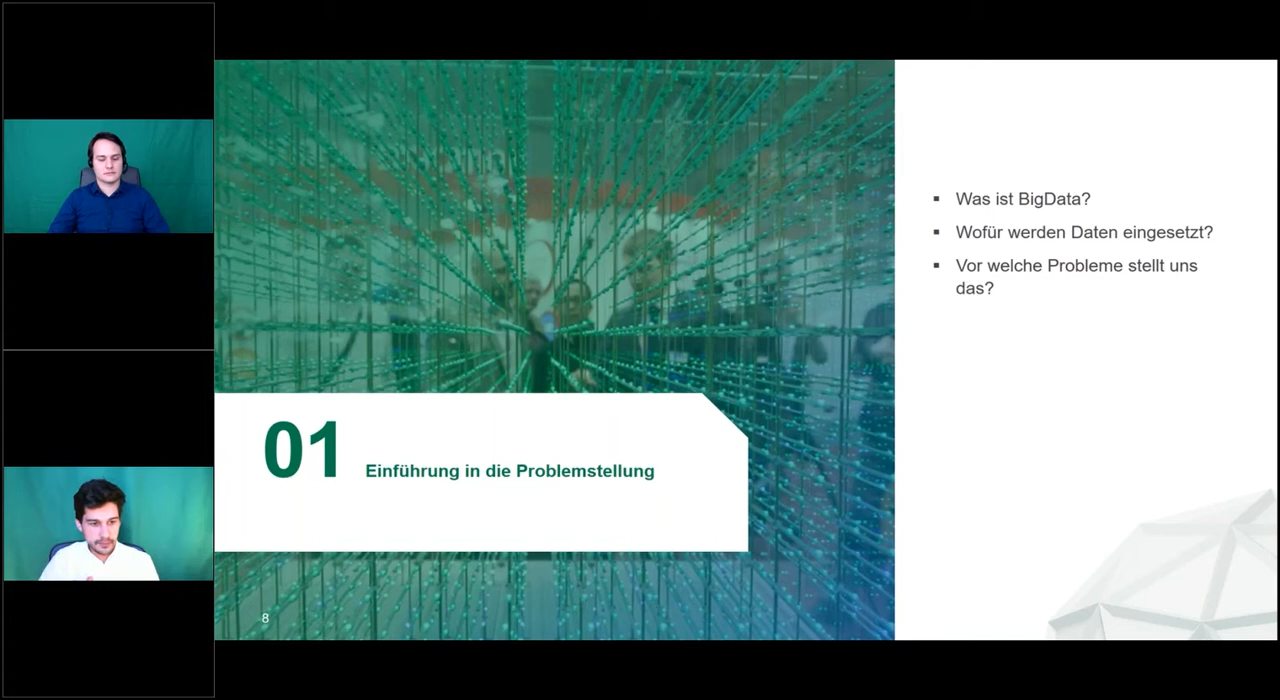 01
Einführung in die Problemstellung
8
▪ Was ist BigData?
▪ Wofür werden Daten eingesetzt?
▪ Vor welche Probleme stellt uns
das?